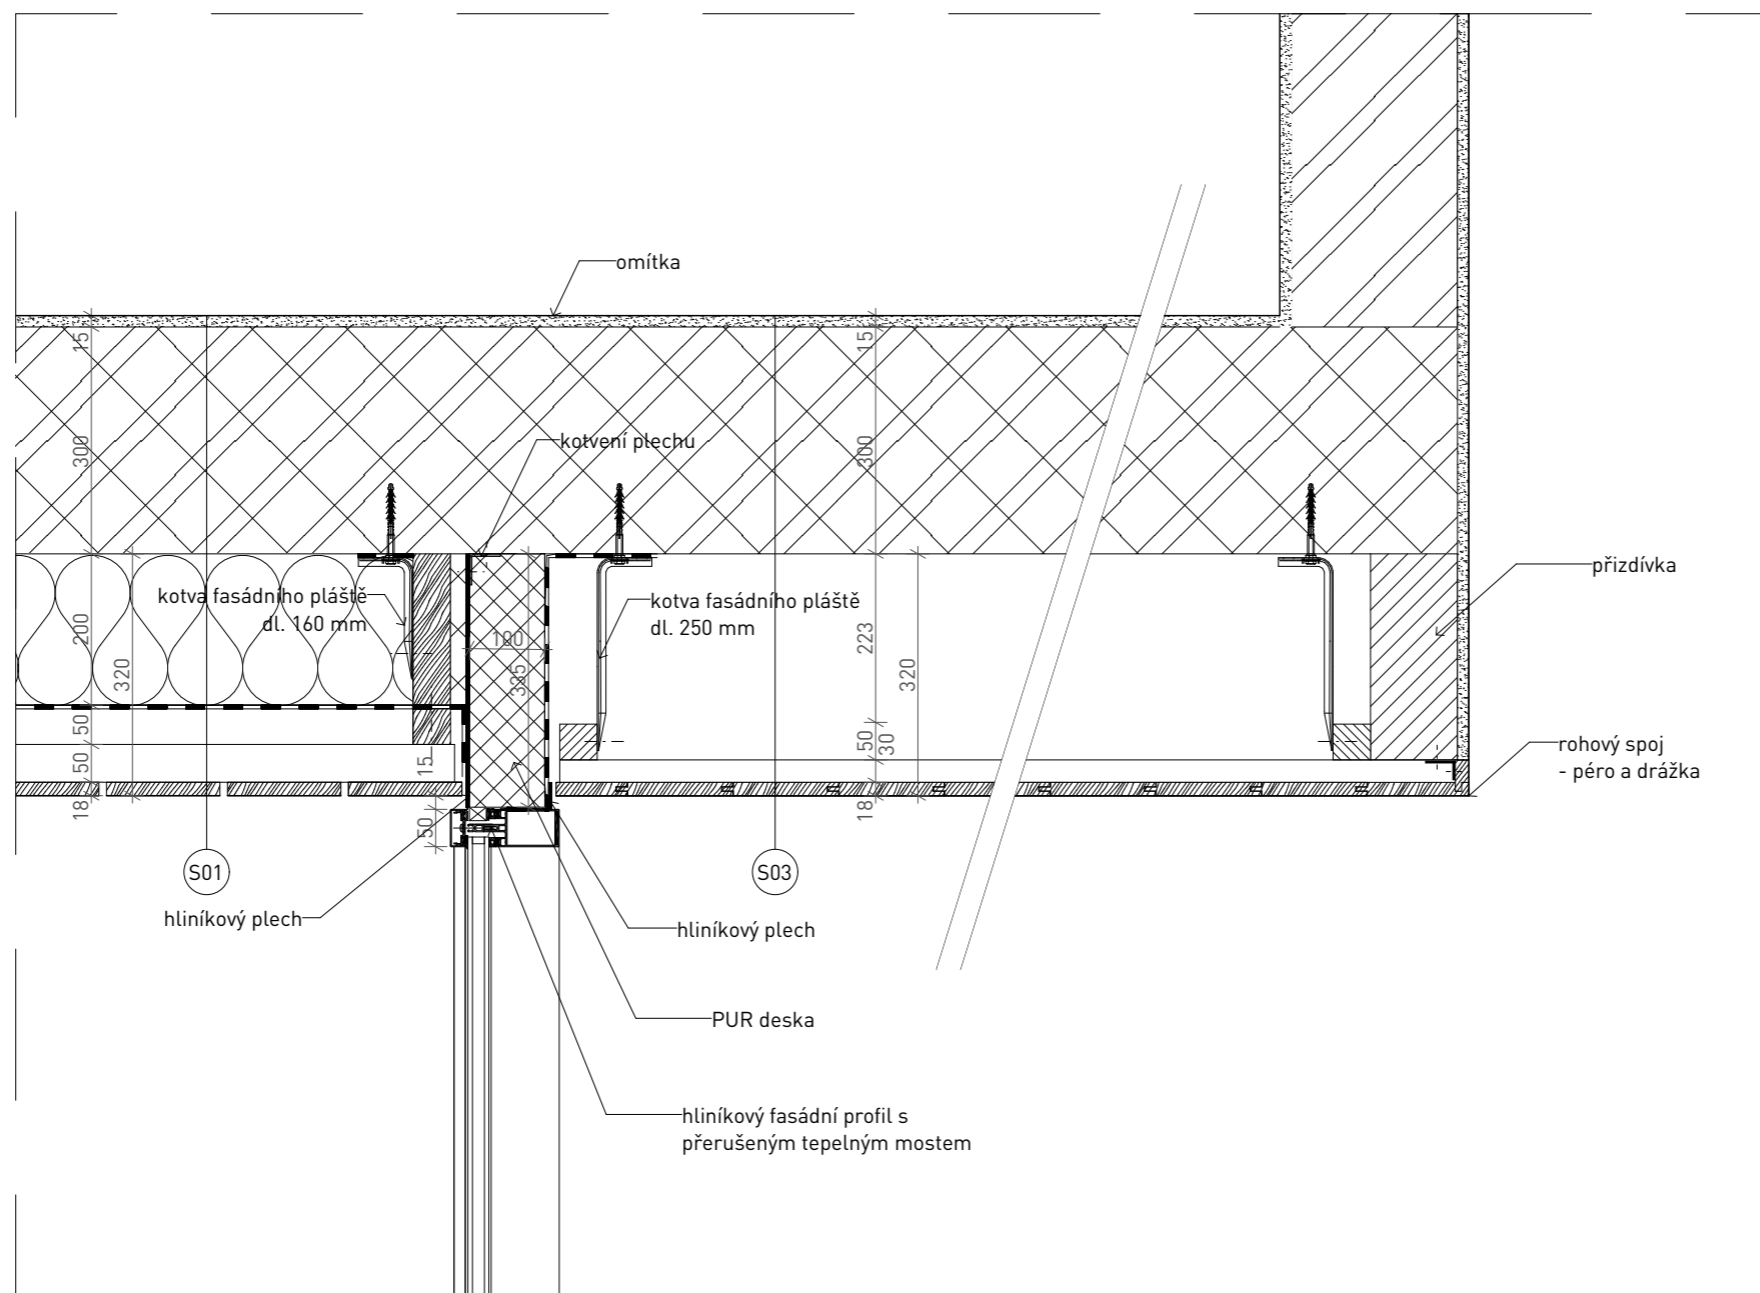 omítka
15
15
kotvení plechu
300
300
přizdívka
kotva fasádního pláště
dl. 160 mm
kotva fasádního pláště
dl. 250 mm
200
100
223
320
335
320
50
50
30
50
15
18
18
50
rohový spoj
- péro a drážka
S01
S03
hliníkový plech
hliníkový plech
PUR deska
hliníkový fasádní profil s
přerušeným tepelným mostem